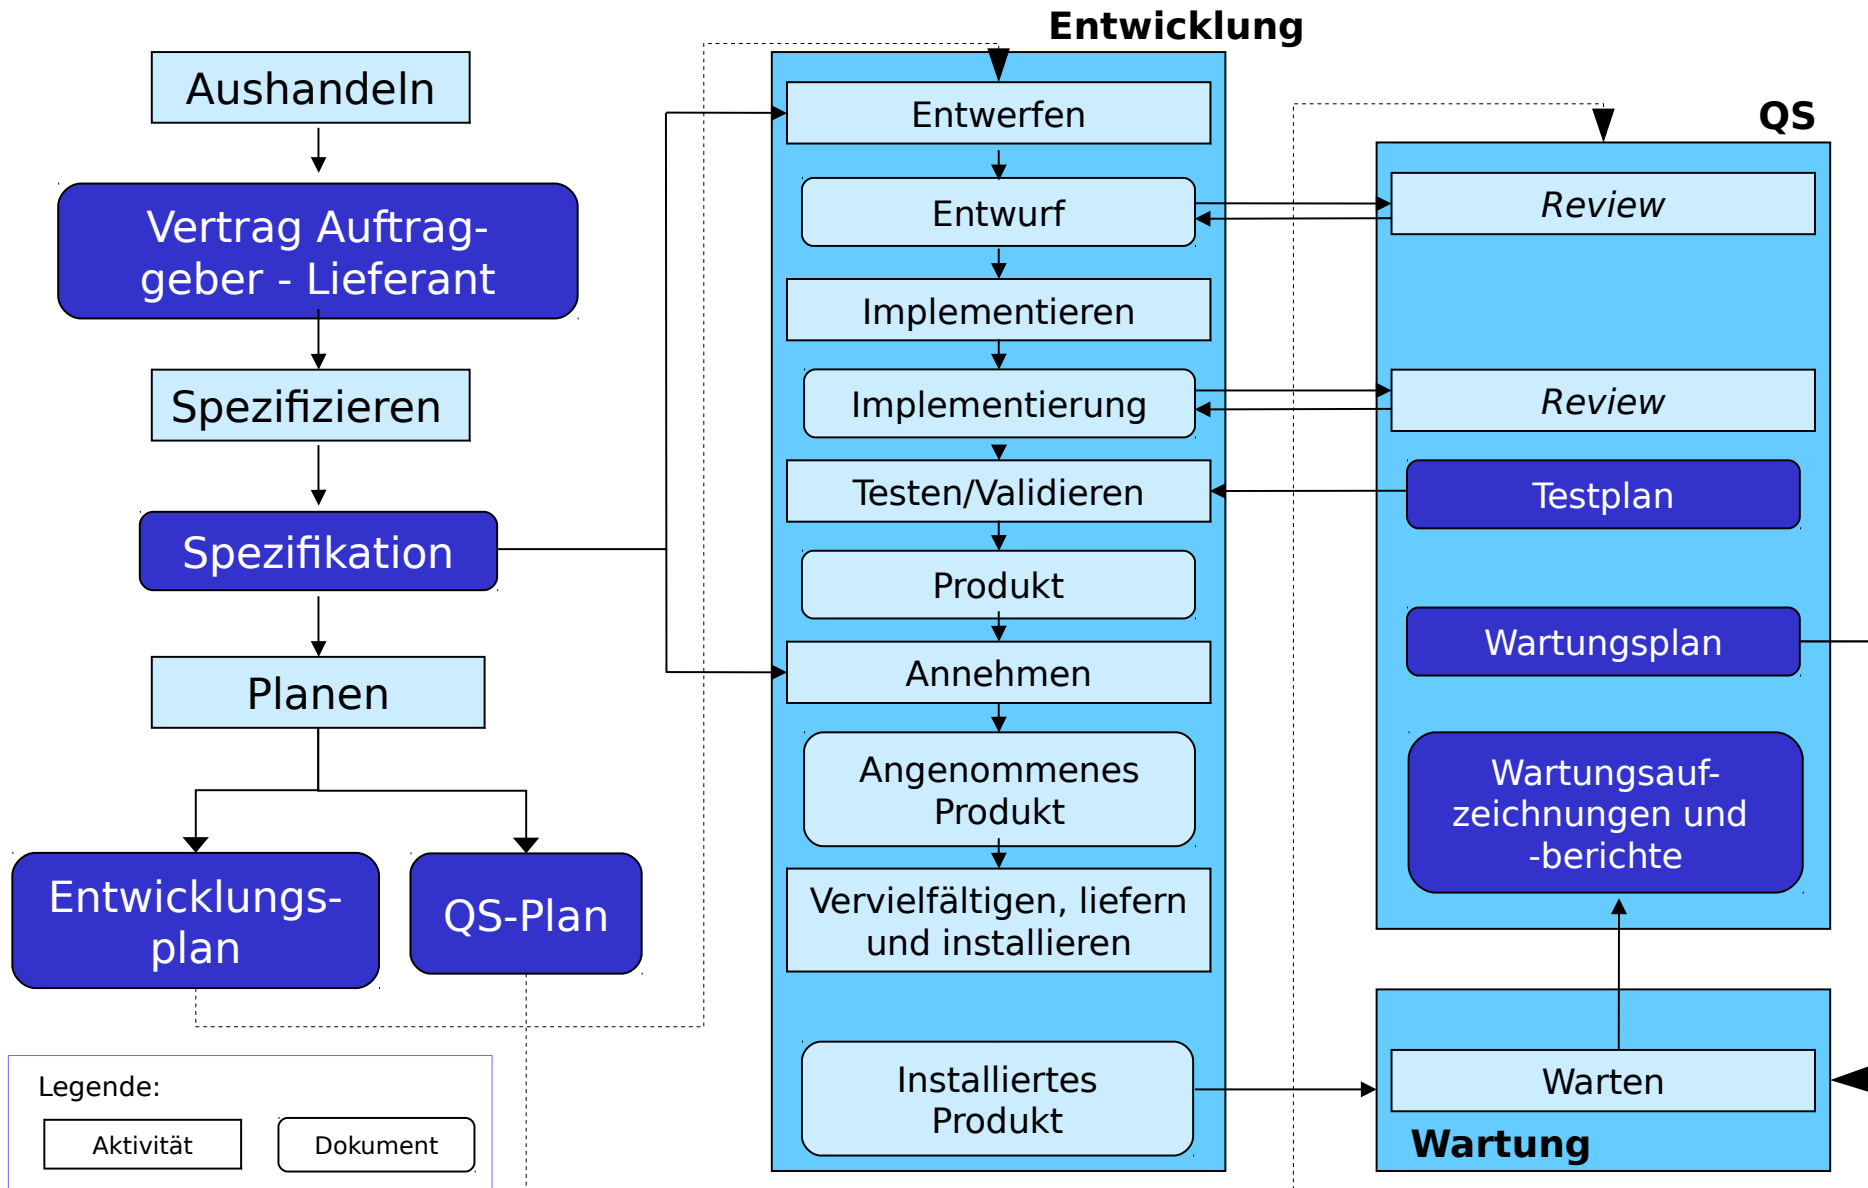 Aushandeln
Vertrag Auftrag-
geber - Lieferant
Spezifizieren
Spezifikation
Planen
Entwicklungs-
plan
QS-Plan
Legende:
Aktivität
Dokument
Entwicklung
Entwerfen
Entwurf
Implementieren
Implementierung
Testen/Validieren
Produkt
Annehmen
Angenommenes
Produkt
Vervielfältigen, liefern
und installieren
Installiertes
Produkt
QS
Review
Review
Testplan
Wartungsplan
Wartungsauf-
zeichnungen und
-berichte
Warten
Wartung